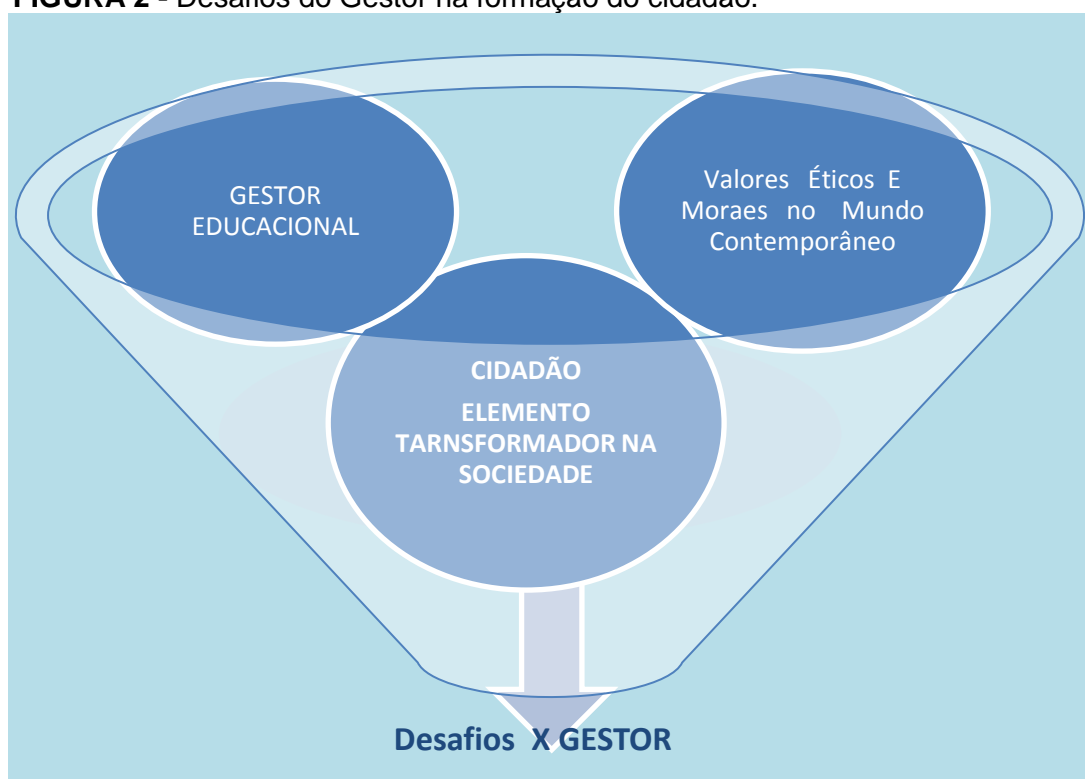 FIGURA 2 - Desafios do Gestor na formação do cidadão.
GESTOR
EDUCACIONAL
Valores Éticos E
Moraes no Mundo
Contemporâneo
CIDADÃO
ELEMENTO
TARNSFORMADOR NA
SOCIEDADE
Desafios X GESTOR